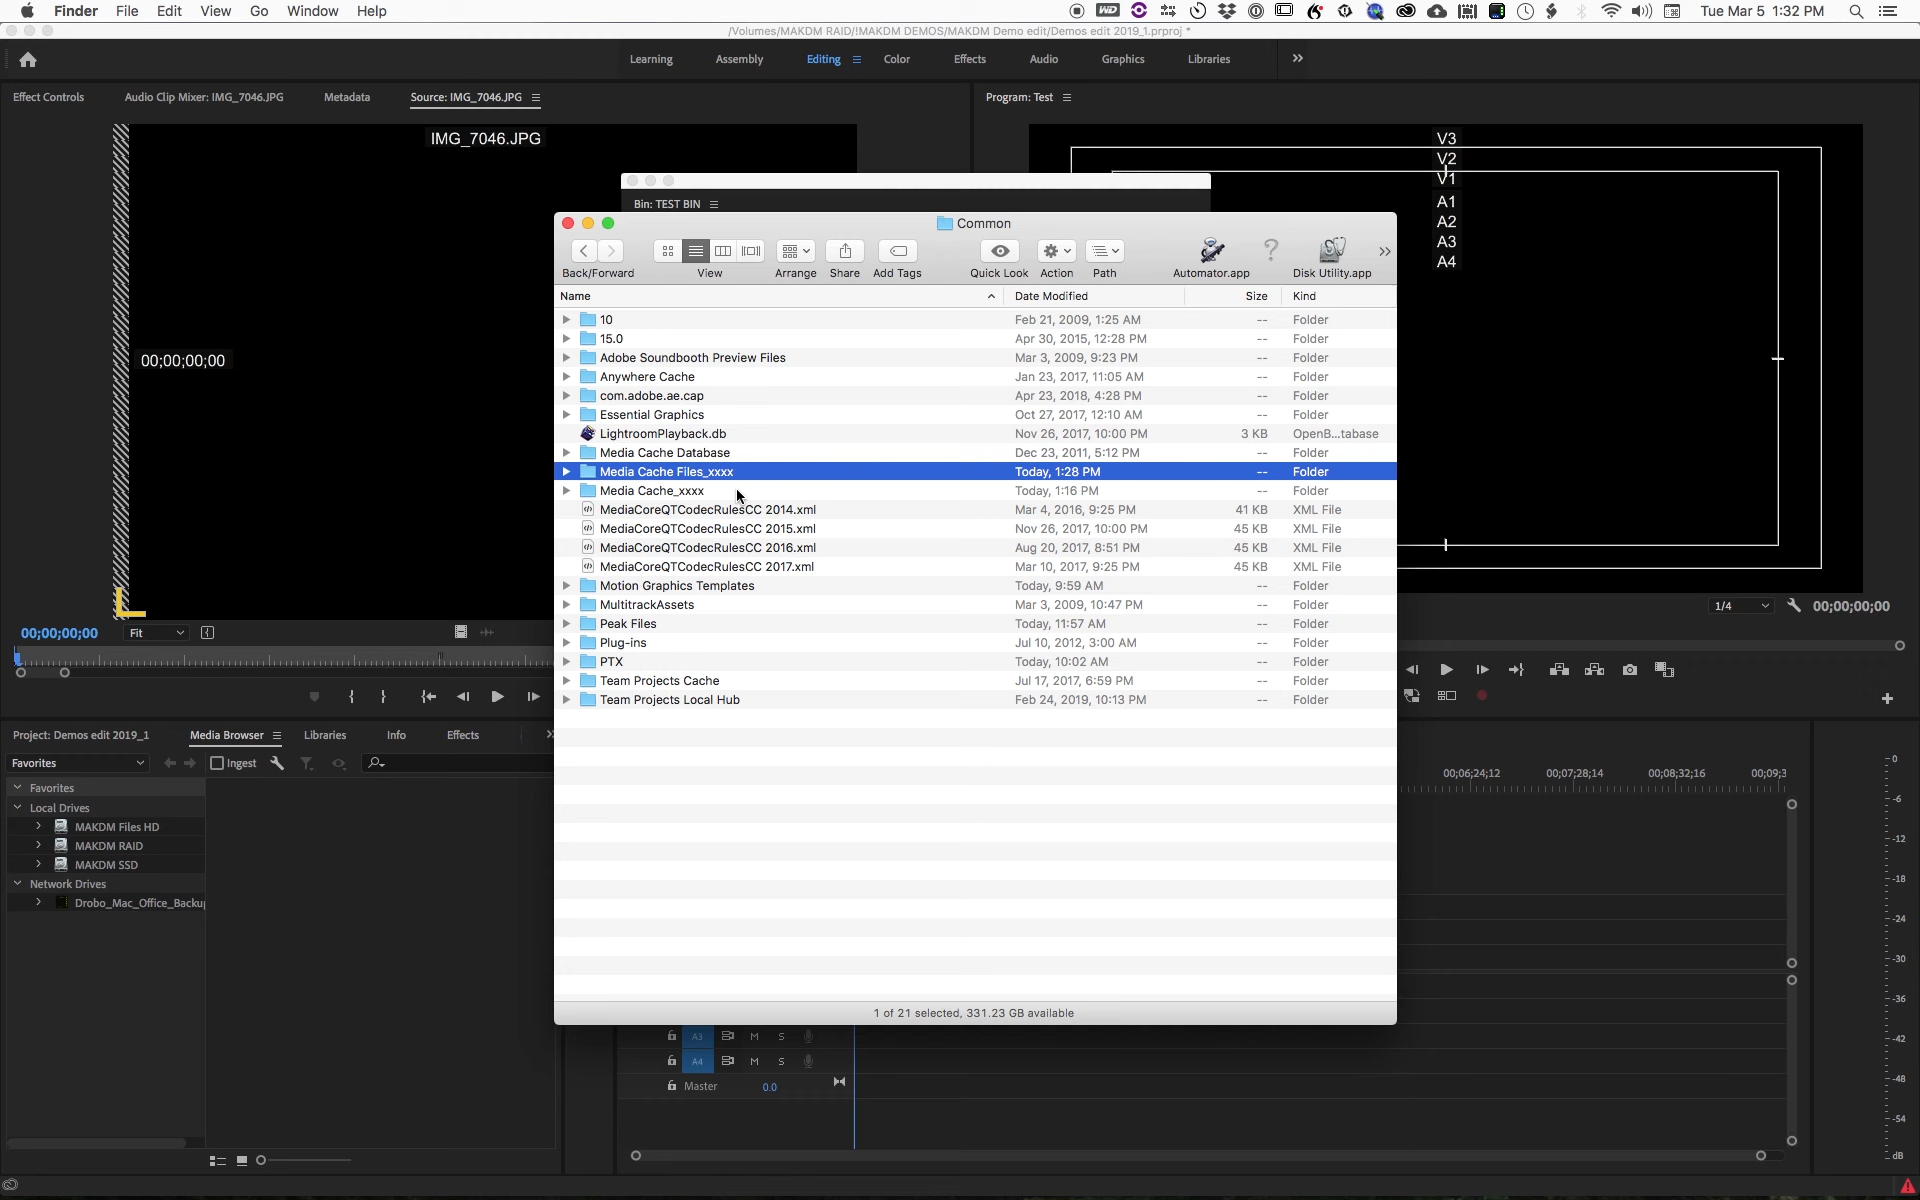 Finder File Edit View Go Window Help
Tue Mar 5 1:32 PM
/Volumes/MAKDM RAID/!MAKDM DEMOS/MAKDM Demo edit/Demos edit 2019_1.prproj *
Learning Assembly Editing Color Effects Audio Graphics Libraries
Effect Controls Audio Clip Mixer: IMG_7046.JPG Metadata Source: IMG_7046.JPG
Program: Test
IMG_7046.JPG
V3
V2
V1
A1
A2
A3
A4
Bin: TEST BIN
Common
Back/Forward View Arrange Share Add Tags Quick Look Action Path Automator.app Disk Utility.app
Name Date Modified Size Kind
10 Feb 21, 2009, 1:25 AM -- Folder
15.0 Apr 30, 2015, 12:28 PM -- Folder
Adobe Soundbooth Preview Files Mar 3, 2009, 9:23 PM -- Folder
Anywhere Cache Jan 23, 2017, 11:05 AM -- Folder
com.adobe.ae.cap Apr 23, 2018, 4:28 PM -- Folder
Essential Graphics Oct 27, 2017, 12:10 AM -- Folder
LightroomPlayback.db Nov 26, 2017, 10:00 PM 3 KB OpenB...tabase
Media Cache Database Dec 23, 2011, 5:12 PM -- Folder
Media Cache Files_xxxx Today, 1:28 PM -- Folder
Media Cache_xxxx Today, 1:16 PM -- Folder
MediaCoreQTCodecRulesCC 2014.xml Mar 4, 2016, 9:25 PM 41 KB XML File
MediaCoreQTCodecRulesCC 2015.xml Nov 26, 2017, 10:00 PM 45 KB XML File
MediaCoreQTCodecRulesCC 2016.xml Aug 20, 2017, 8:51 PM 45 KB XML File
MediaCoreQTCodecRulesCC 2017.xml Mar 10, 2017, 9:25 PM 45 KB XML File
Motion Graphics Templates Today, 9:59 AM -- Folder
MultitrackAssets Mar 3, 2009, 10:47 PM -- Folder
Peak Files Today, 11:57 AM -- Folder
Plug-ins Jul 10, 2012, 3:00 AM -- Folder
PTX Today, 10:02 AM -- Folder
Team Projects Cache Jul 17, 2017, 6:59 PM -- Folder
Team Projects Local Hub Feb 24, 2019, 10:13 PM -- Folder
1 of 21 selected, 331.23 GB available
00;00;00;00
00;00;00;00 Fit
1/4 00;00;00;00
Project: Demos edit 2019_1 Media Browser Libraries Info Effects
Favorites Ingest
Favorites
Local Drives
MAKDM Files HD
MAKDM RAID
MAKDM SSD
Network Drives
Drobo_Mac_Office_Backup
00;06;24;12 00;07;28;14 00;08;32;16 00;09;3
A3 M S
A4 M S
Master 0.0
0
-6
-12
-18
-24
-30
-36
-42
-48
-54
dB